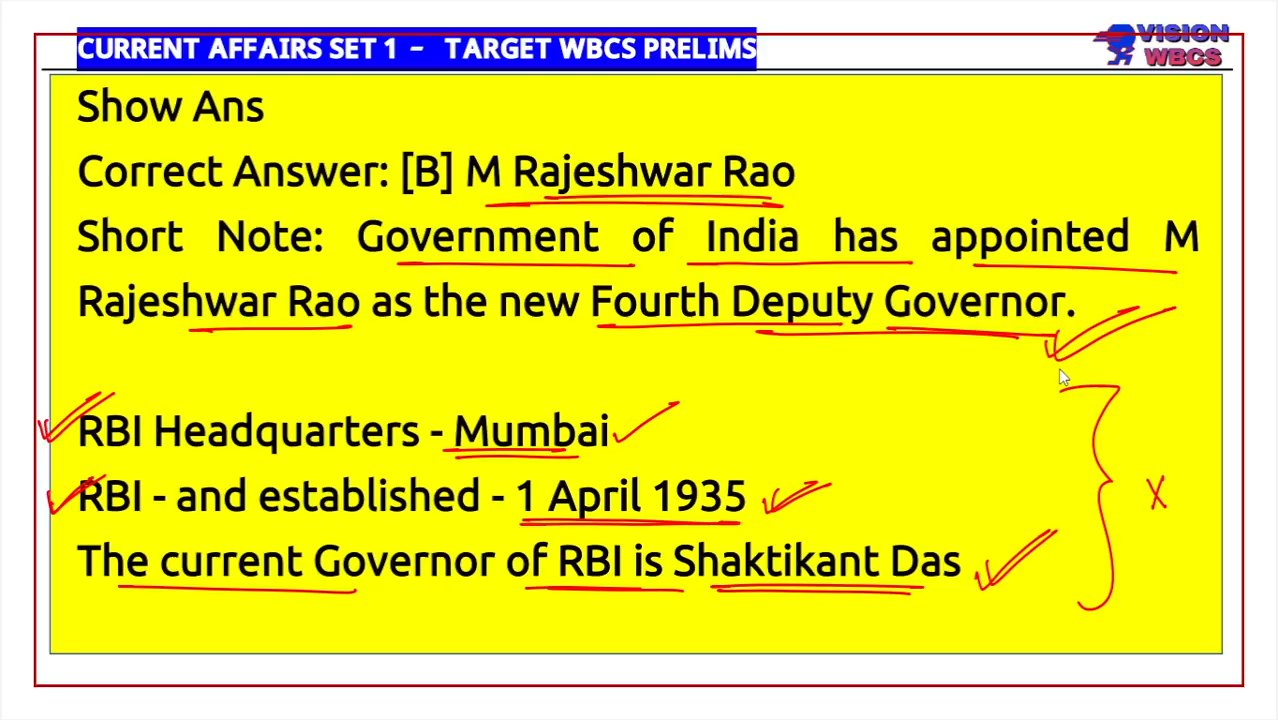 CURRENT AFFAIRS SET 1 – TARGET WBCS PRELIMS
VISION
WBCS
Show Ans
Correct Answer: [B] M Rajeshwar Rao
Short Note: Government of India has appointed M
Rajeshwar Rao as the new Fourth Deputy Governor.
RBI Headquarters - Mumbai
RBI - and established - 1 April 1935
X
The current Governor of RBI is Shaktikant Das